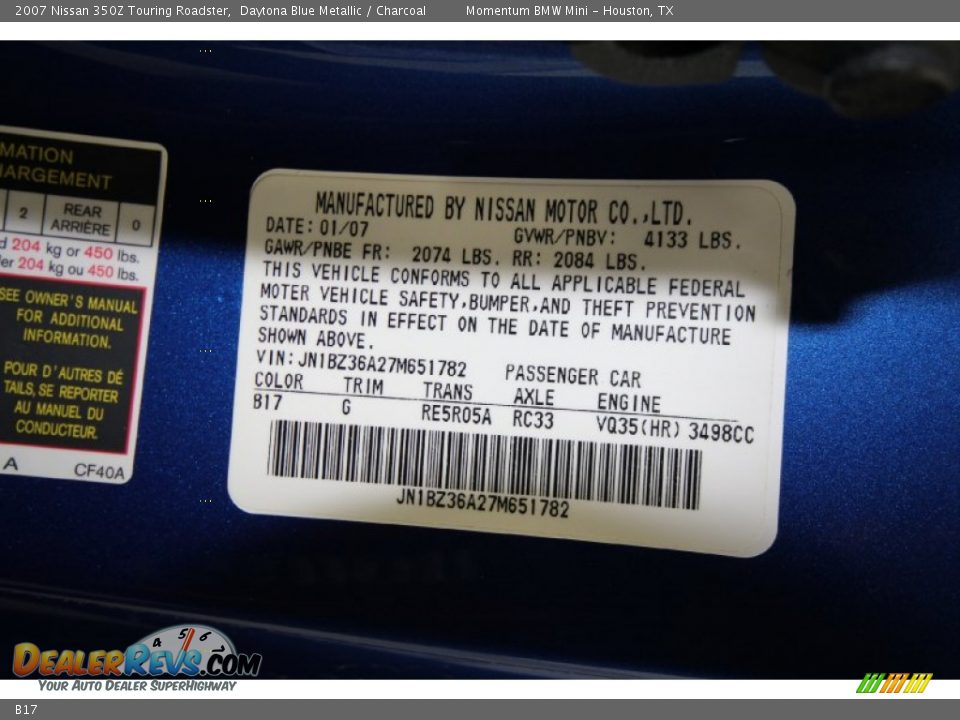 2007 Nissan 350Z Touring Roadster, Daytona Blue Metallic / Charcoal Momentum BMW Mini - Houston, TX
MATION
HARGEMENT
2 REAR ARRIÈRE 0
204 kg or 450 lbs.
204 kg ou 450 lbs.
SEE OWNER'S MANUAL
FOR ADDITIONAL
INFORMATION.
POUR D'AUTRES DÉ
TAILS, SE REPORTER
AU MANUEL DU
CONDUCTEUR.
A CF40A
MANUFACTURED BY NISSAN MOTOR CO.,LTD.
DATE: 01/07 GVWR/PNBV: 4133 LBS.
GAWR/PNBE FR: 2074 LBS. RR: 2084 LBS.
THIS VEHICLE CONFORMS TO ALL APPLICABLE FEDERAL
MOTER VEHICLE SAFETY,BUMPER,AND THEFT PREVENTION
STANDARDS IN EFFECT ON THE DATE OF MANUFACTURE
SHOWN ABOVE.
VIN: JN1BZ36A27M651782 PASSENGER CAR
COLOR TRIM TRANS AXLE ENGINE
B17 G RE5R05A RC33 VQ35(HR) 3498CC
JN1BZ36A27M651782
4 5 6
DEALERREVS.COM
YOUR AUTO DEALER SUPERHIGHWAY
B17